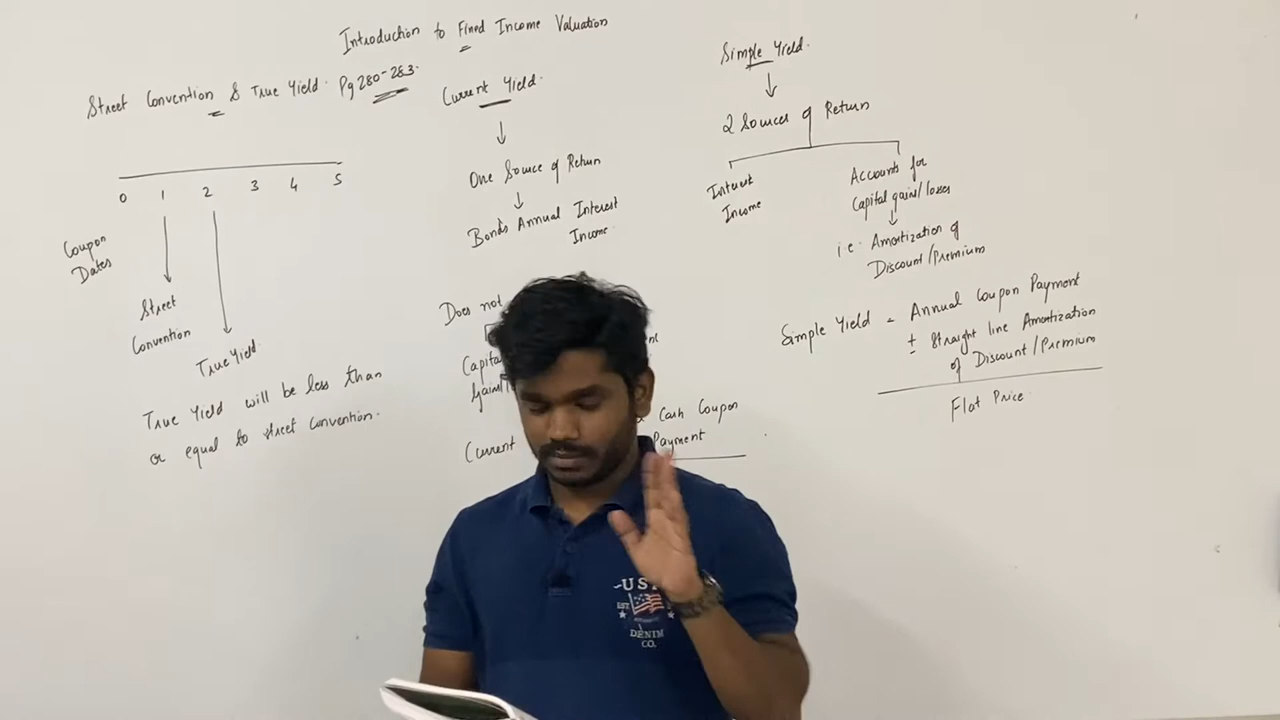 Introduction to Fixed Income Valuation
Street Convention & True Yield. Pg 280-283.
0 1 2 3 4 5
Coupon
Dates
Street
Convention
True Yield.
True Yield will be less than
or equal to street convention.
Current Yield.
One Source of Return
Bond's Annual Interest
Income
Does not
Capita
Gains/
Current
Cash Coupon
Payment
Simple Yield.
2 Sources of Return
Interest
Income
Accounts for
Capital gains/losses
i.e. Amortization of
Discount/Premium
Simple Yield = Annual Coupon Payment
± Straight line Amortization
of Discount/Premium
Flat Price
US
DENIM
CO.